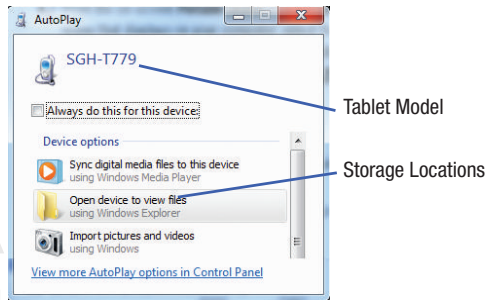 AutoPlay
SGH-T779
Always do this for this device:
Device options
Sync digital media files to this device
using Windows Media Player
Open device to view files
using Windows Explorer
Import pictures and videos
using Windows
View more AutoPlay options in Control Panel
Tablet Model
Storage Locations